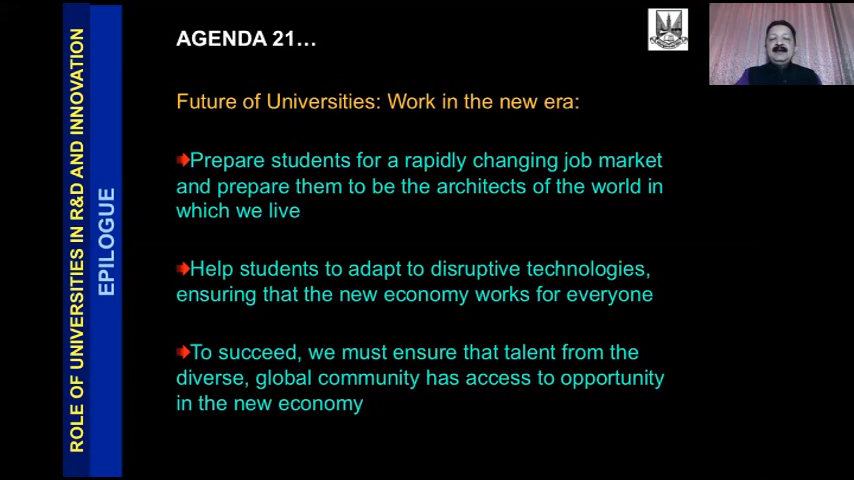 AGENDA 21...
Future of Universities: Work in the new era:
Prepare students for a rapidly changing job market
and prepare them to be the architects of the world in
which we live
Help students to adapt to disruptive technologies,
ensuring that the new economy works for everyone
To succeed, we must ensure that talent from the
diverse, global community has access to opportunity
in the new economy
ROLE OF UNIVERSITIES IN R&D AND INNOVATION
EPILOGUE